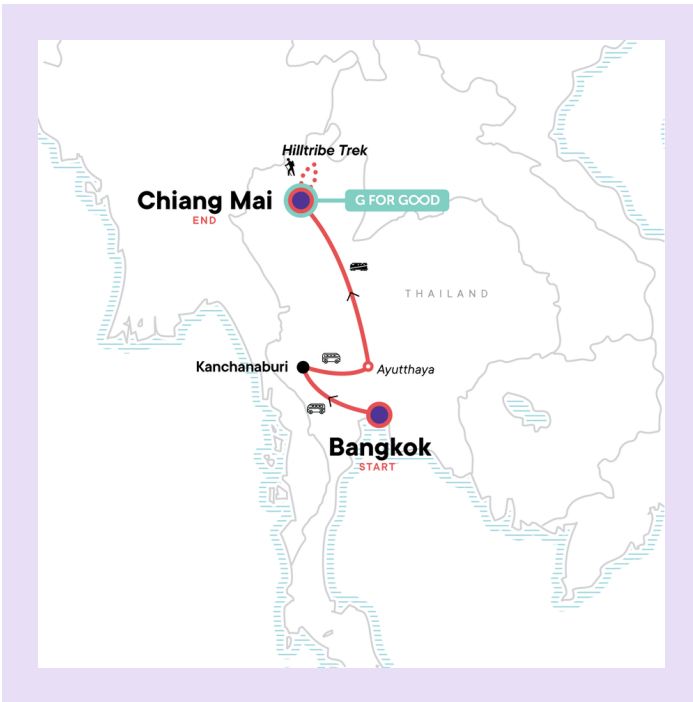 Hilltribe Trek
Chiang Mai
END
G FOR GOOD
THAILAND
Kanchanaburi
Ayutthaya
Bangkok
START